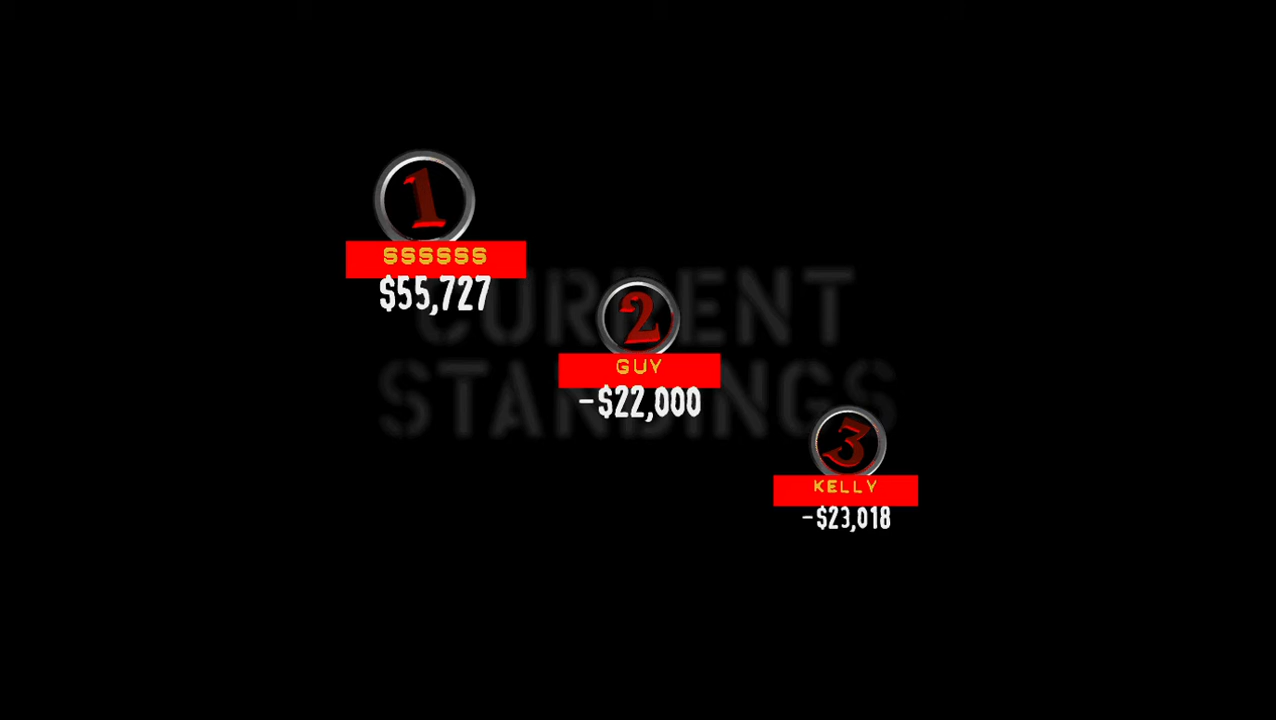 1
SSSSSS
$55,727
CURRENT
STANDINGS
2
GUY
-$22,000
3
KELLY
-$23,018